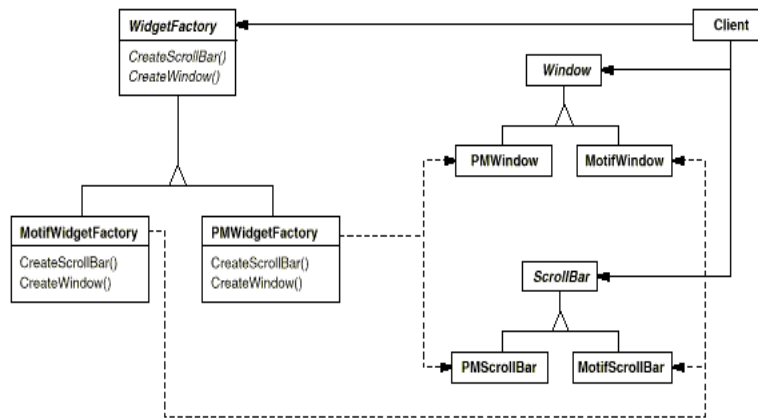 WidgetFactory
CreateScrollBar()
CreateWindow()
Client
Window
PMWindow
MotifWindow
MotifWidgetFactory
CreateScrollBar()
CreateWindow()
PMWidgetFactory
CreateScrollBar()
CreateWindow()
ScrollBar
PMScrollBar
MotifScrollBar